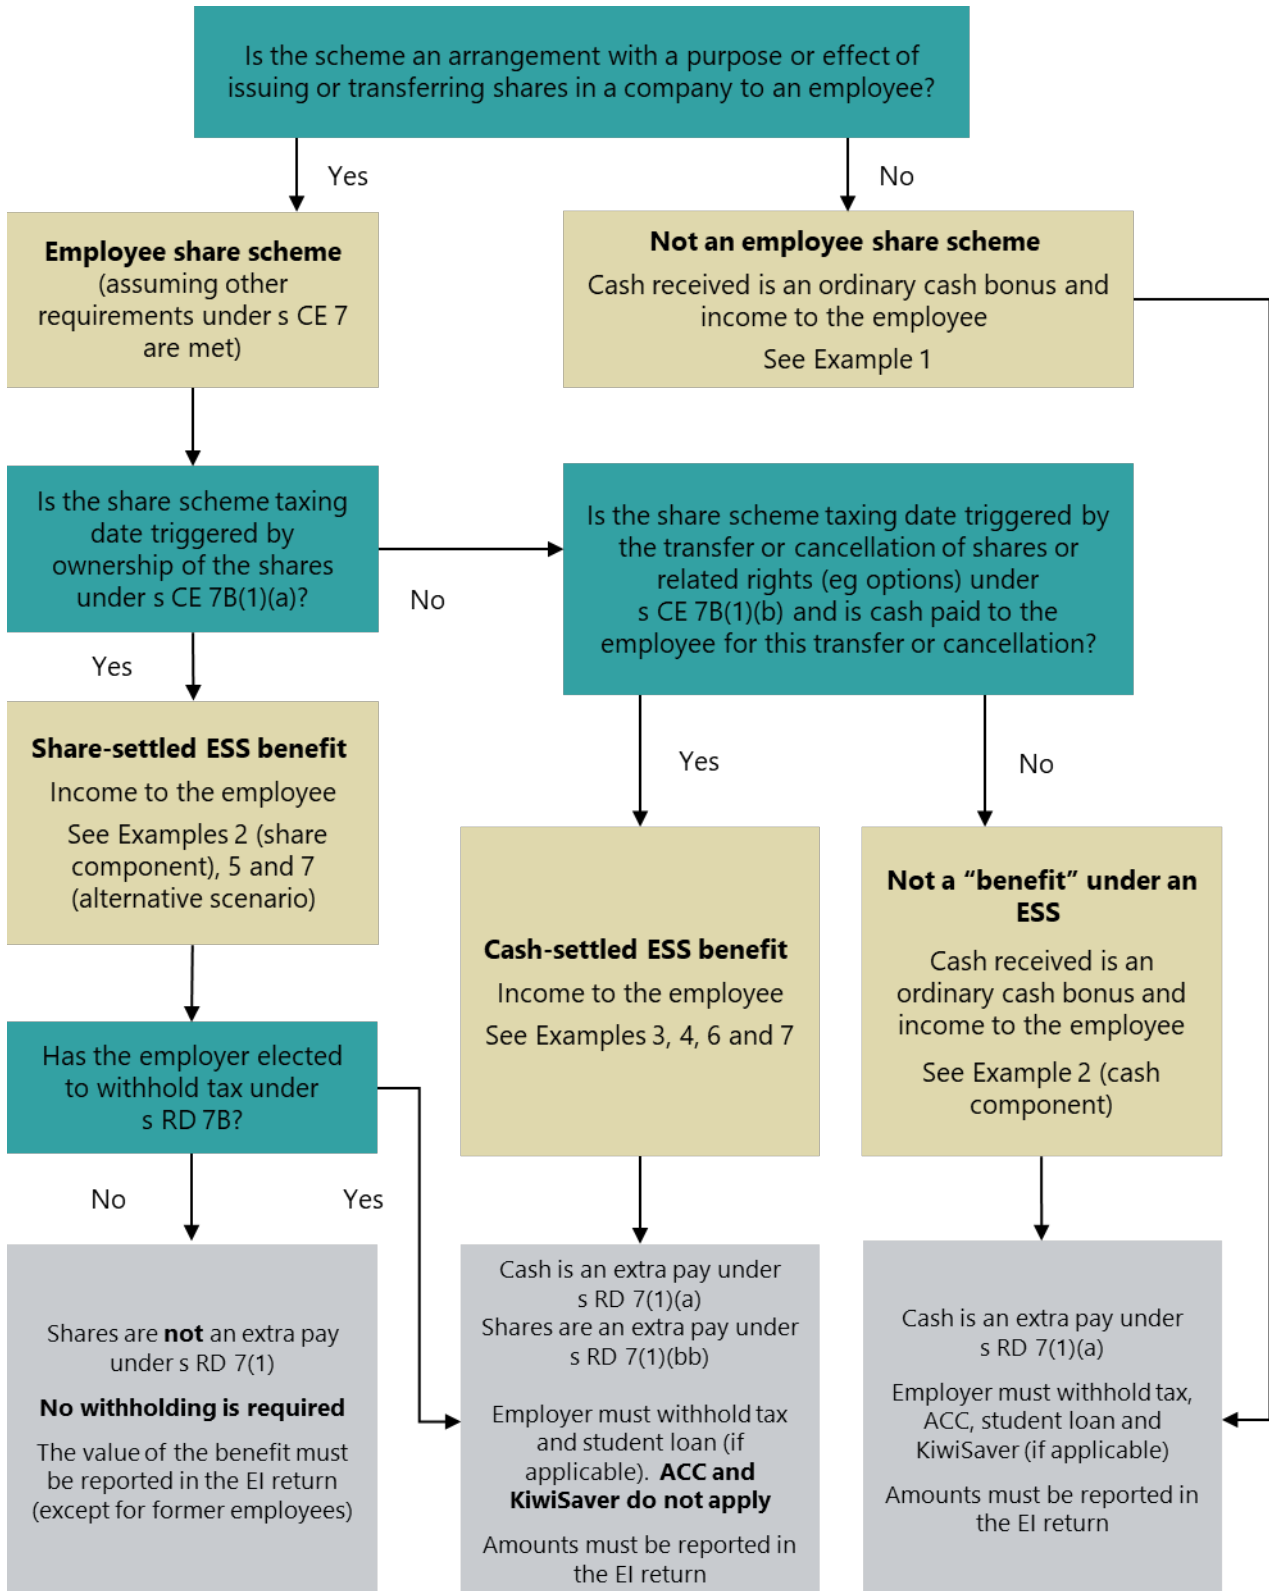 Is the scheme an arrangement with a purpose or effect of
issuing or transferring shares in a company to an employee?
Yes
No
Employee share scheme
(assuming other
requirements under s CE 7
are met)
Not an employee share scheme
Cash received is an ordinary cash bonus and
income to the employee
See Example 1
Is the share scheme taxing
date triggered by
ownership of the shares
under s CE 7B(1)(a)?
No
Is the share scheme taxing date triggered by
the transfer or cancellation of shares or
related rights (eg options) under
s CE 7B(1)(b) and is cash paid to the
employee for this transfer or cancellation?
Yes
Yes
No
Share-settled ESS benefit
Income to the employee
See Examples 2 (share
component), 5 and 7
(alternative scenario)
Cash-settled ESS benefit
Income to the employee
See Examples 3, 4, 6 and 7
Not a “benefit” under an
ESS
Cash received is an
ordinary cash bonus and
income to the employee
See Example 2 (cash
component)
Has the employer elected
to withhold tax under
s RD 7B?
No
Yes
Shares are not an extra pay
under s RD 7(1)
No withholding is required
The value of the benefit must
be reported in the EI return
(except for former employees)
Cash is an extra pay under
s RD 7(1)(a)
Shares are an extra pay under
s RD 7(1)(bb)
Employer must withhold tax
and student loan (if
applicable). ACC and
KiwiSaver do not apply
Amounts must be reported in
the EI return
Cash is an extra pay under
s RD 7(1)(a)
Employer must withhold tax,
ACC, student loan and
KiwiSaver (if applicable)
Amounts must be reported in
the EI return